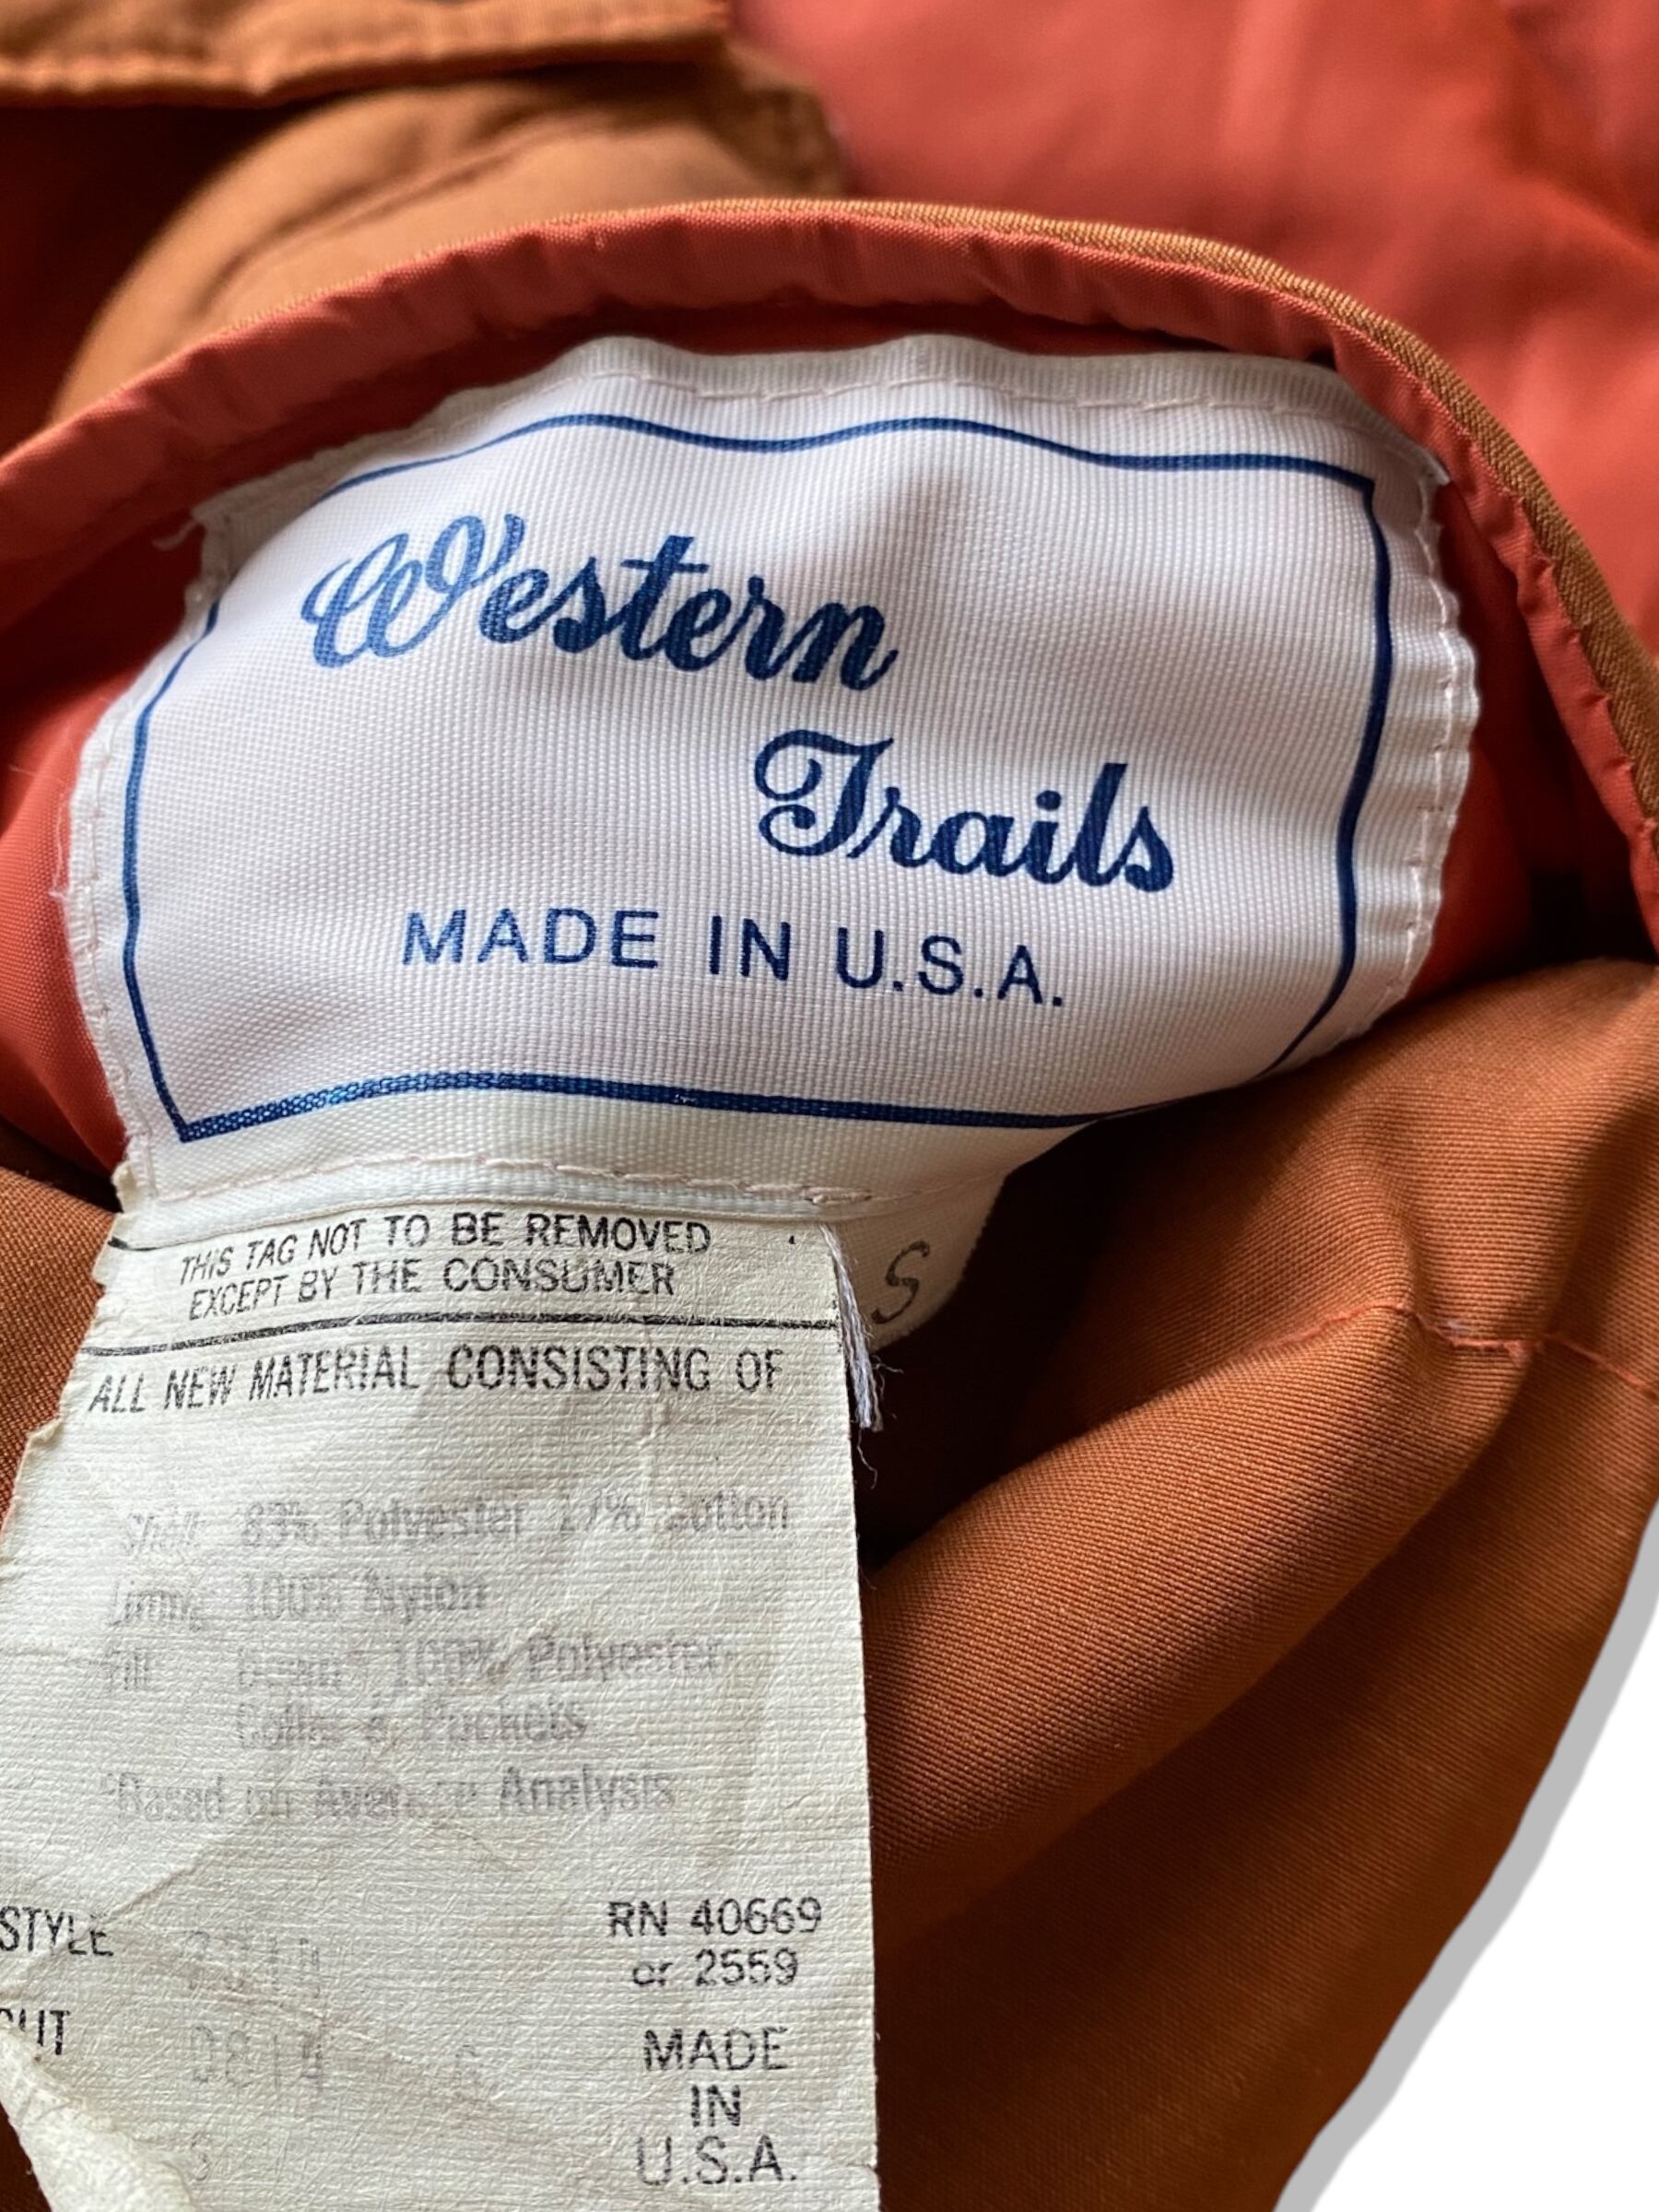 Western
Trails
MADE IN U.S.A.
THIS TAG NOT TO BE REMOVED
EXCEPT BY THE CONSUMER
S
ALL NEW MATERIAL CONSISTING OF
Shell: 83% Polyester 17% Cotton
Lining 100% Nylon
Fill 100% Polyester
& Pockets
*Based on Average Analysis
STYLE
RN 40669
or 2559
CUT
MADE
IN
U.S.A.